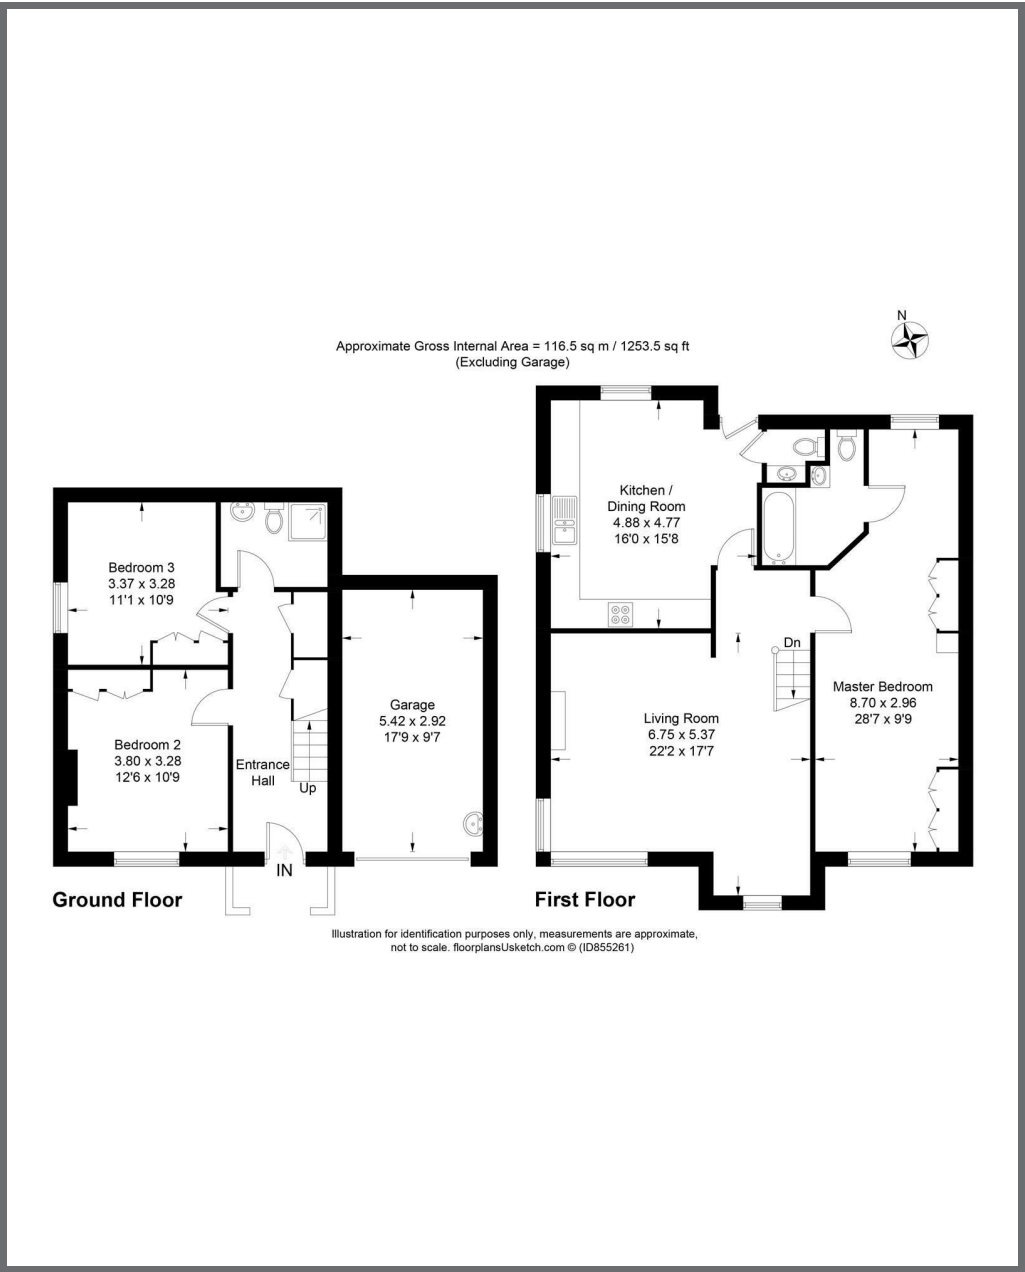 N
Approximate Gross Internal Area = 116.5 sq m / 1253.5 sq ft
(Excluding Garage)
Bedroom 3
3.37 x 3.28
11'1 x 10'9
Bedroom 2
3.80 x 3.28
12'6 x 10'9
Entrance
Hall
Up
IN
Garage
5.42 x 2.92
17'9 x 9'7
Ground Floor
Kitchen /
Dining Room
4.88 x 4.77
16'0 x 15'8
Dn
Living Room
6.75 x 5.37
22'2 x 17'7
Master Bedroom
8.70 x 2.96
28'7 x 9'9
First Floor
Illustration for identification purposes only, measurements are approximate,
not to scale. floorplansUsketch.com © (ID855261)